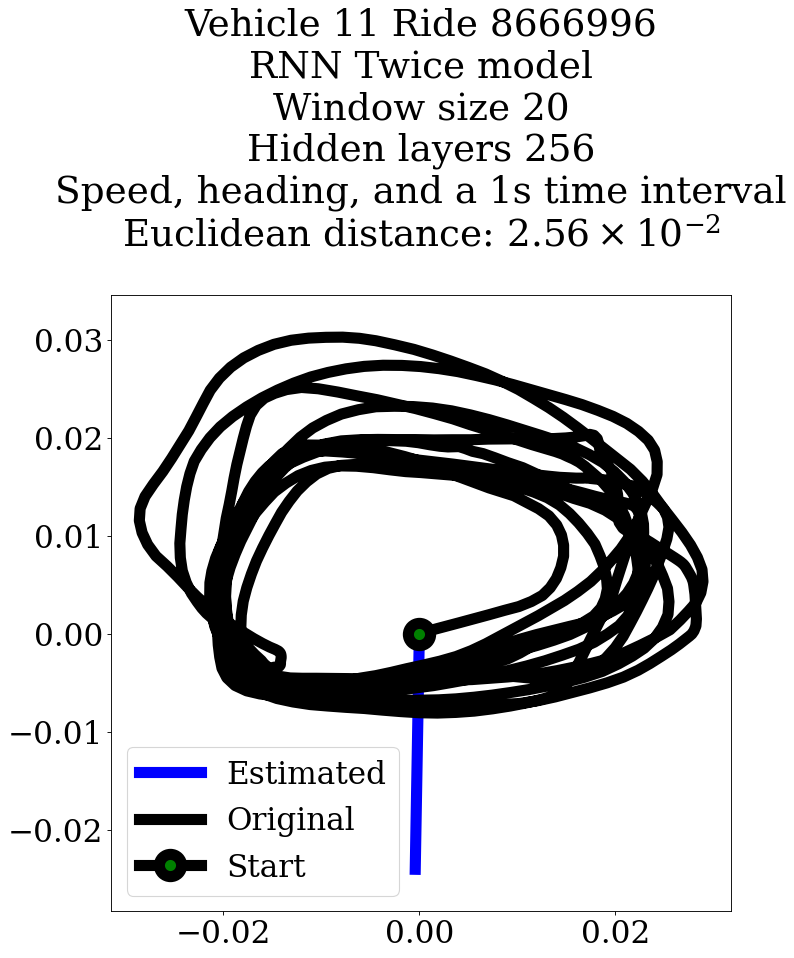 Vehicle 11 Ride 8666996
RNN Twice model
Window size 20
Hidden layers 256
Speed, heading, and a 1s time interval
Euclidean distance: 2.56 × 10⁻²
0.03
0.02
0.01
0.00
−0.01
−0.02
Estimated
Original
Start
−0.02 0.00 0.02